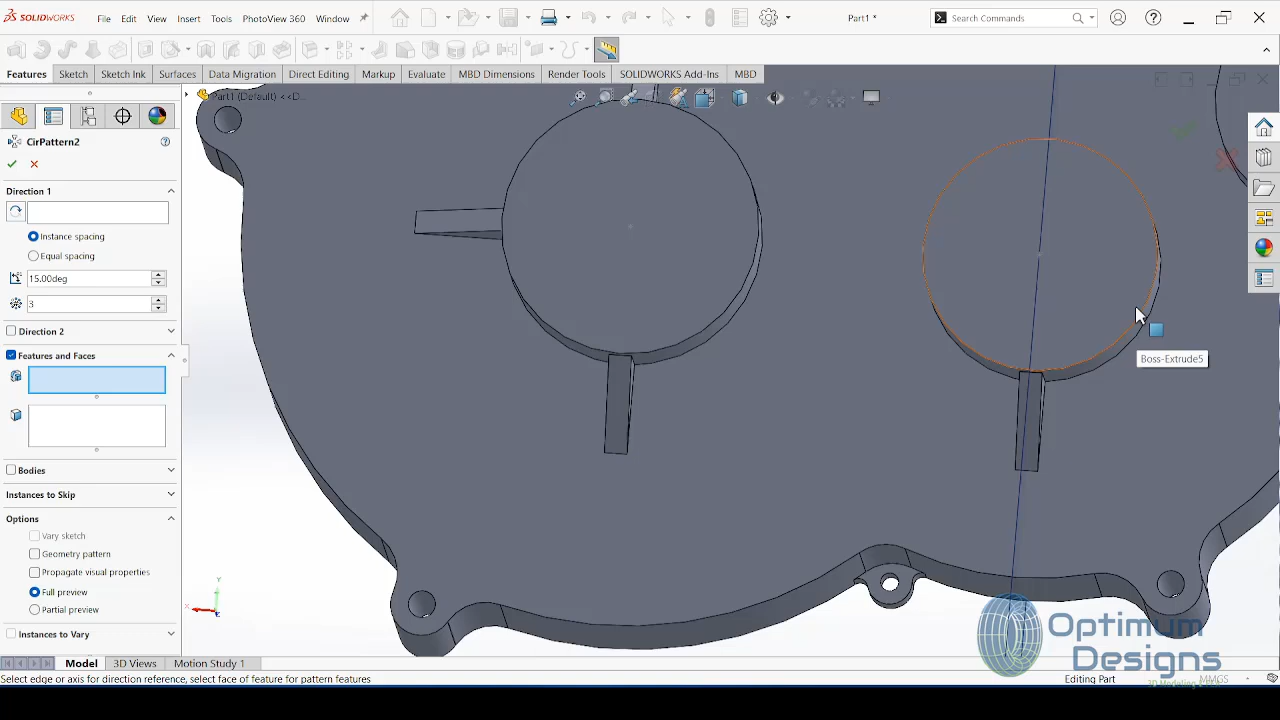 SOLIDWORKS File Edit View Insert Tools PhotoView 360 Window Part1 * Search Commands
Features Sketch Sketch Ink Surfaces Data Migration Direct Editing Markup Evaluate MBD Dimensions Render Tools SOLIDWORKS Add-Ins MBD
Part1 (Default) <<D...
CirPattern2
Direction 1
Instance spacing
Equal spacing
15.00deg
3
Direction 2
Features and Faces
Boss-Extrude5
Bodies
Instances to Skip
Options
Vary sketch
Geometry pattern
Propagate visual properties
Full preview
Partial preview
Instances to Vary
Y
X
Z
Optimum
Designs
Model 3D Views Motion Study 1
Select edge or axis for direction reference, select face of feature for pattern features Editing Part MMGS